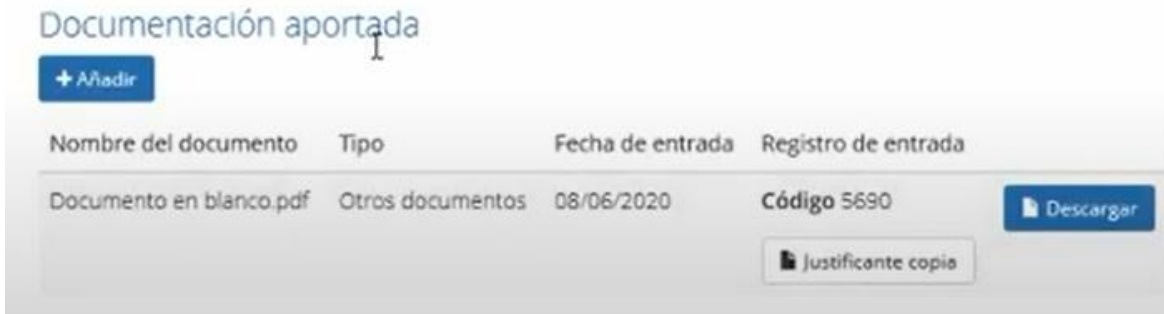 Documentación aportada
+ Añadir
Nombre del documento Tipo Fecha de entrada Registro de entrada
Documento en blanco.pdf Otros documentos 08/06/2020 Código 5690 Descargar
Justificante copia